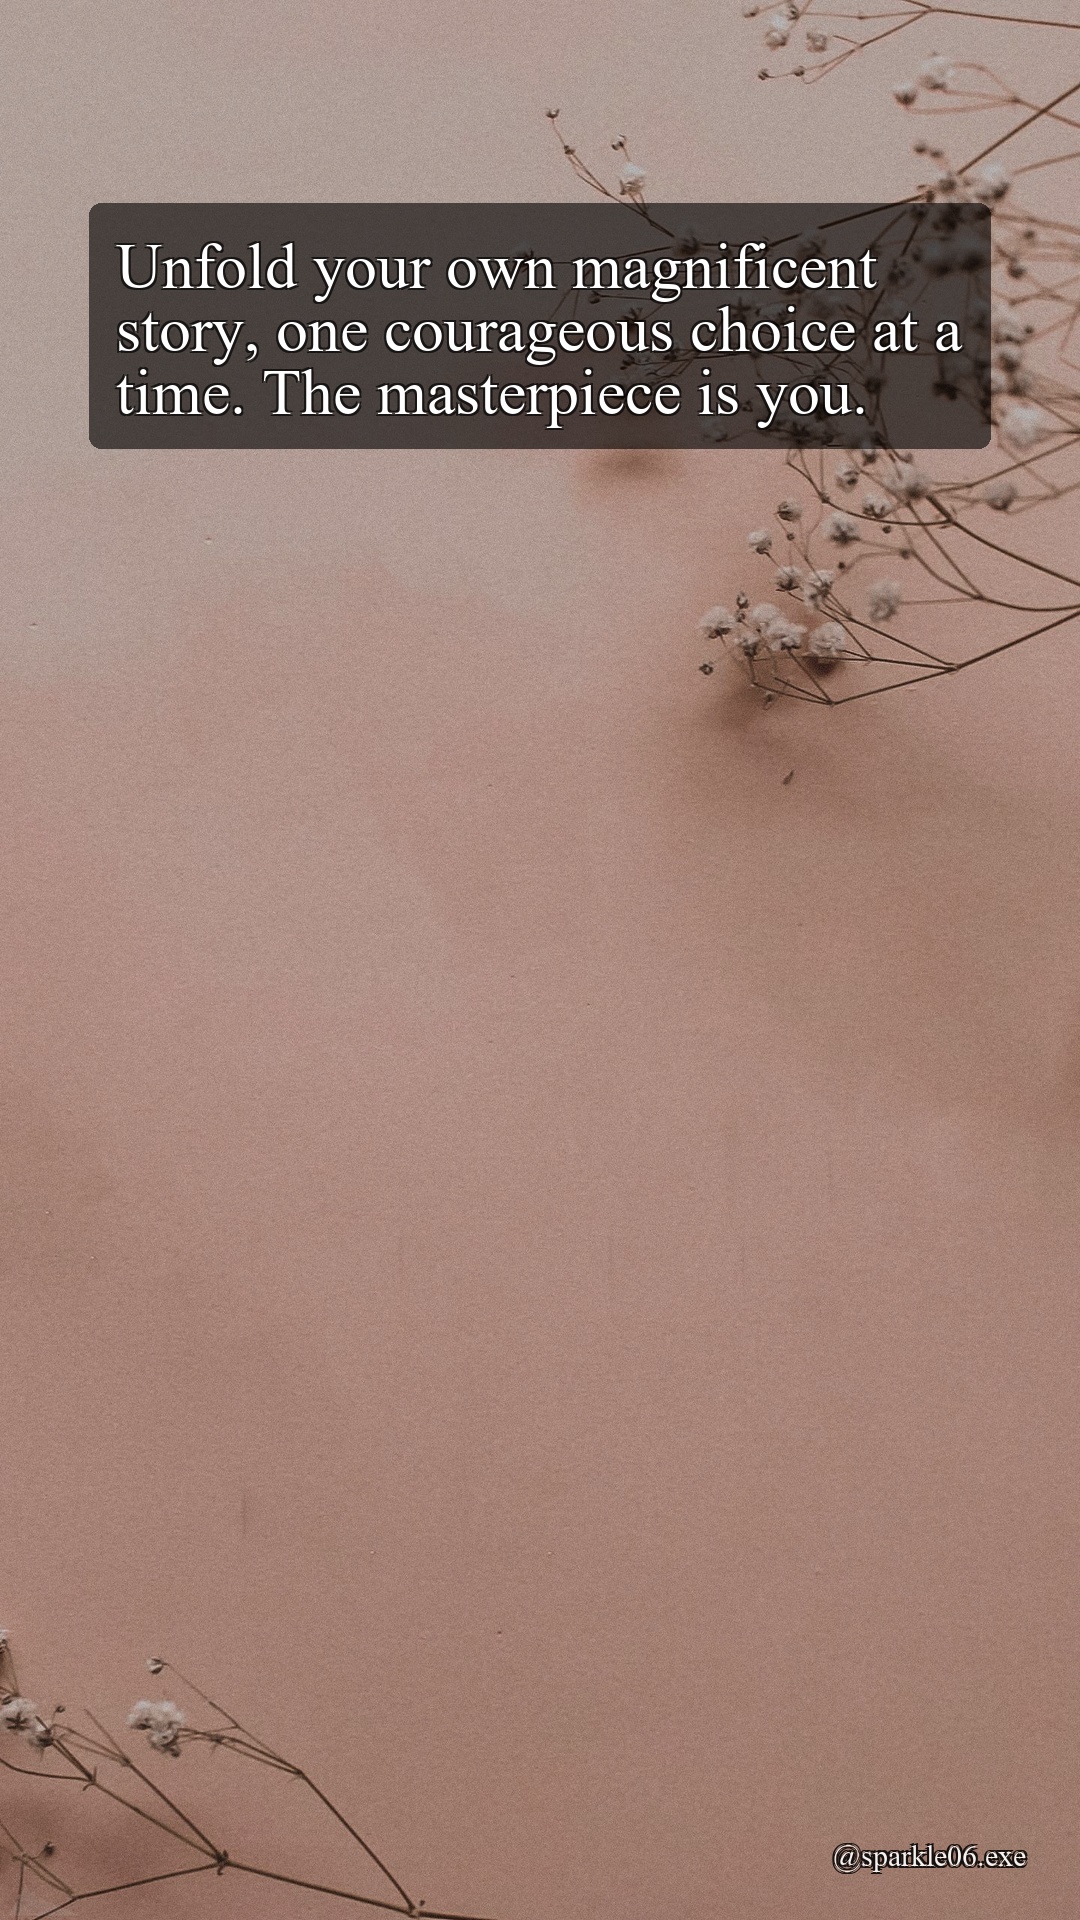 Unfold your own magnificent
story, one courageous choice at a
time. The masterpiece is you.
@sparkle06.exe